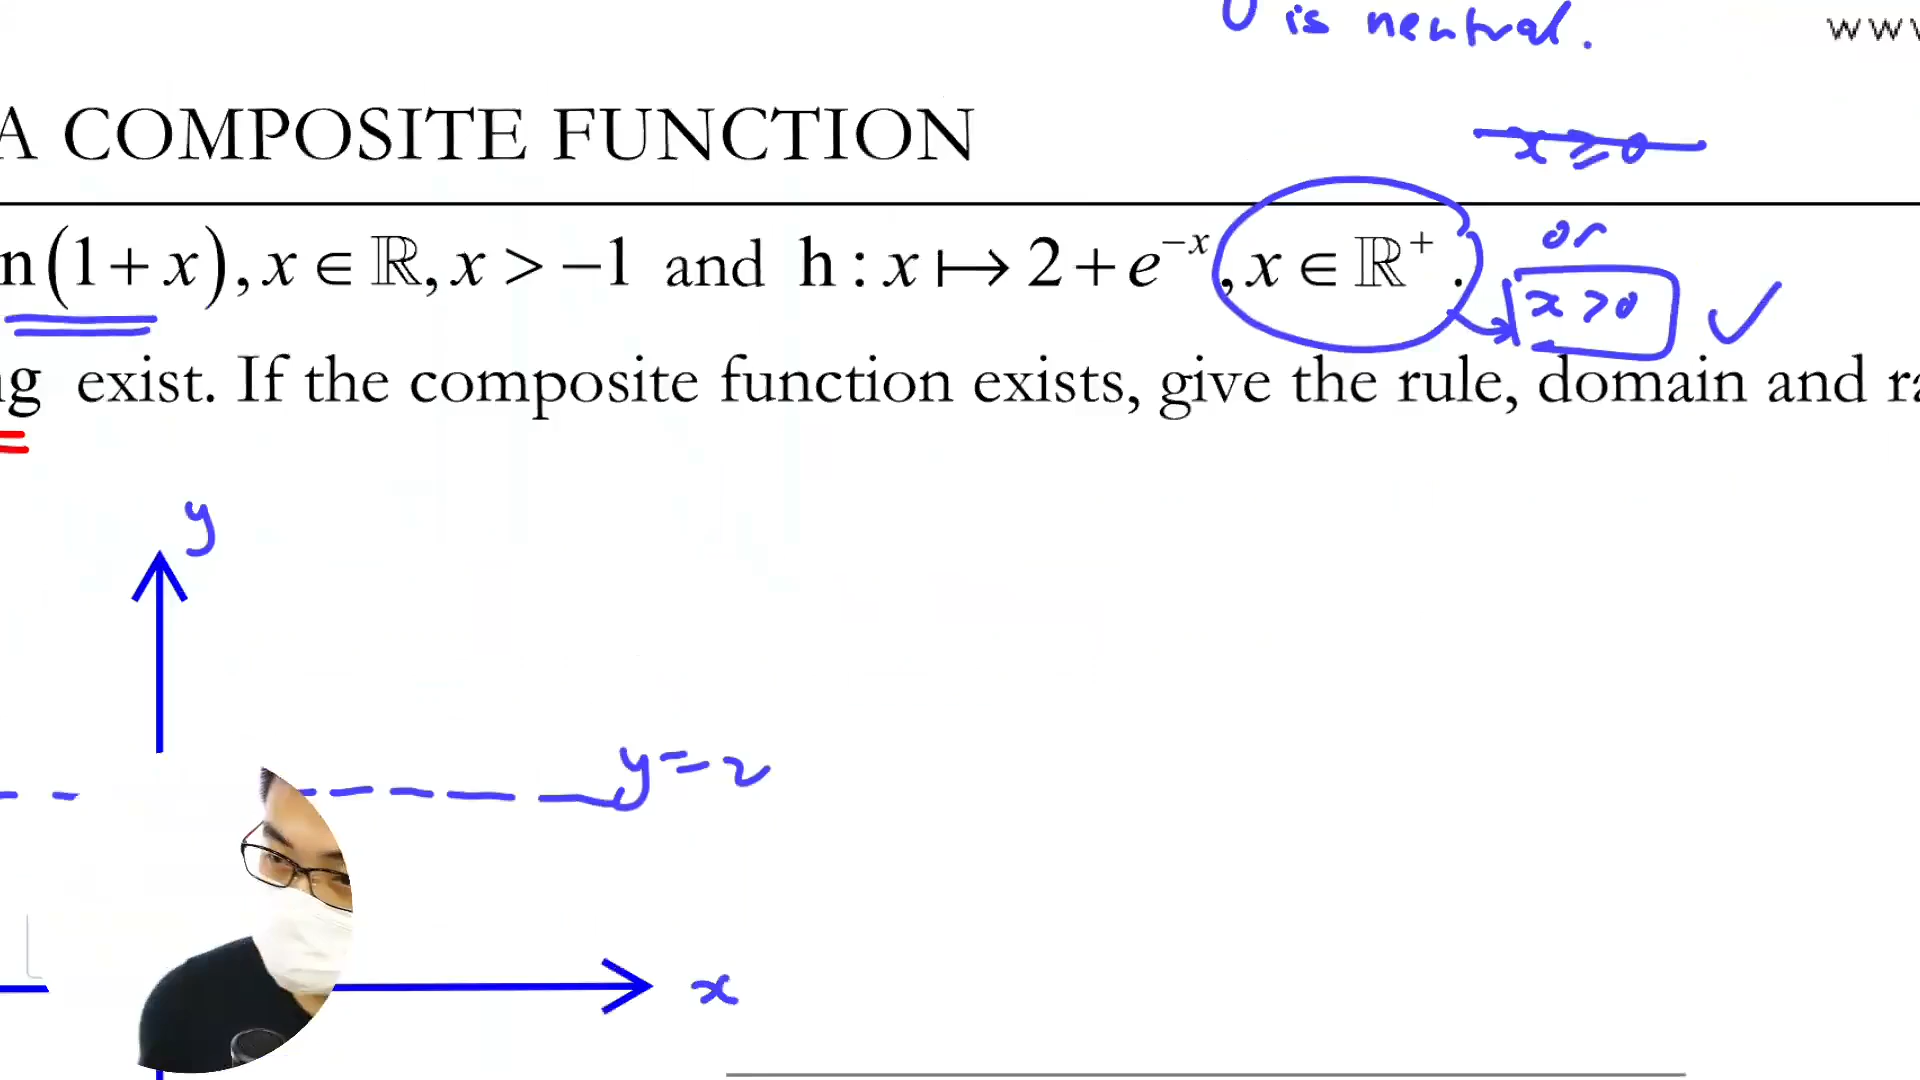 0 is neutral.
A COMPOSITE FUNCTION
x ≥ 0
n(1+x), x ∈ ℝ, x > −1 and h : x ↦ 2 + e^{−x}, x ∈ ℝ⁺.
or
x > 0 ✓
g exist. If the composite function exists, give the rule, domain and ra
y
y = 2
x